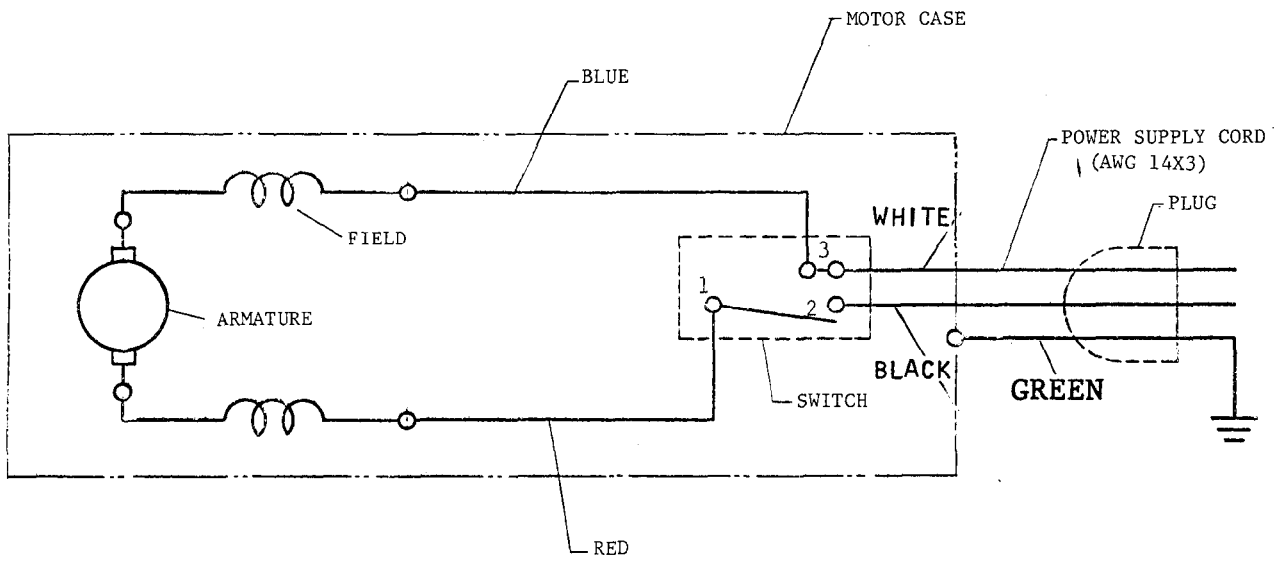 MOTOR CASE
BLUE
POWER SUPPLY CORD
(AWG 14X3)
PLUG
FIELD
WHITE
3
1
2
ARMATURE
BLACK
GREEN
SWITCH
RED